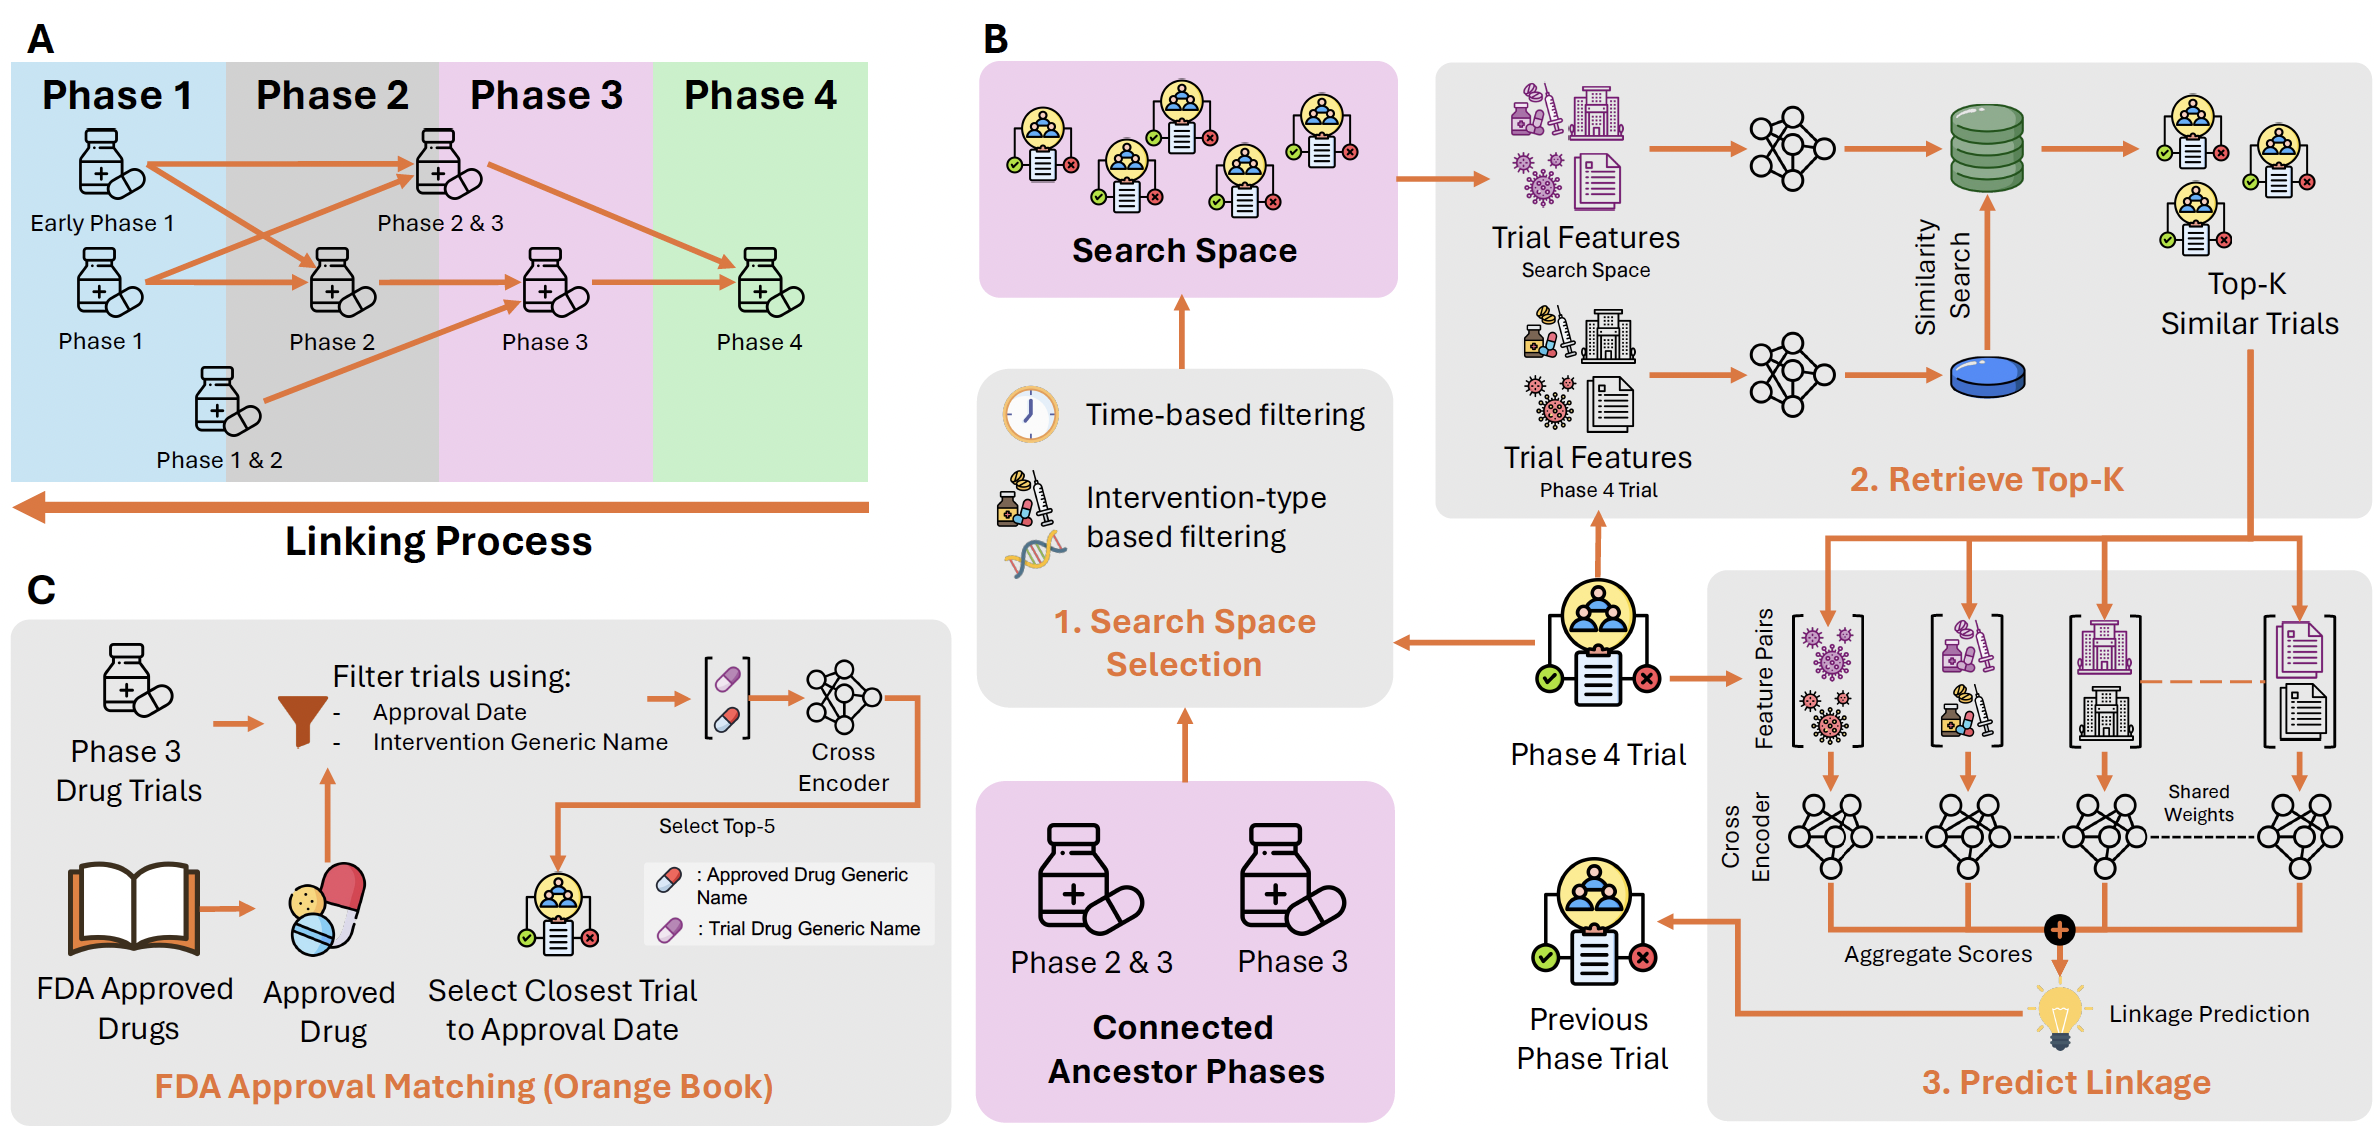 A
Phase 1
Phase 2
Phase 3
Phase 4
Early Phase 1
Phase 2 & 3
Phase 1
Phase 2
Phase 3
Phase 4
Phase 1 & 2
Linking Process
B
Search Space
Time-based filtering
Intervention-type
based filtering
1. Search Space
Selection
Phase 2 & 3
Phase 3
Connected
Ancestor Phases
Trial Features
Search Space
Trial Features
Phase 4 Trial
Similarity
Search
Top-K
Similar Trials
2. Retrieve Top-K
Phase 4 Trial
Previous
Phase Trial
Feature Pairs
Cross
Encoder
Shared
Weights
Aggregate Scores
Linkage Prediction
3. Predict Linkage
C
Phase 3
Drug Trials
Filter trials using:
- Approval Date
- Intervention Generic Name
Cross
Encoder
Select Top-5
: Approved Drug Generic
Name
: Trial Drug Generic Name
FDA Approved
Drugs
Approved
Drug
Select Closest Trial
to Approval Date
FDA Approval Matching (Orange Book)